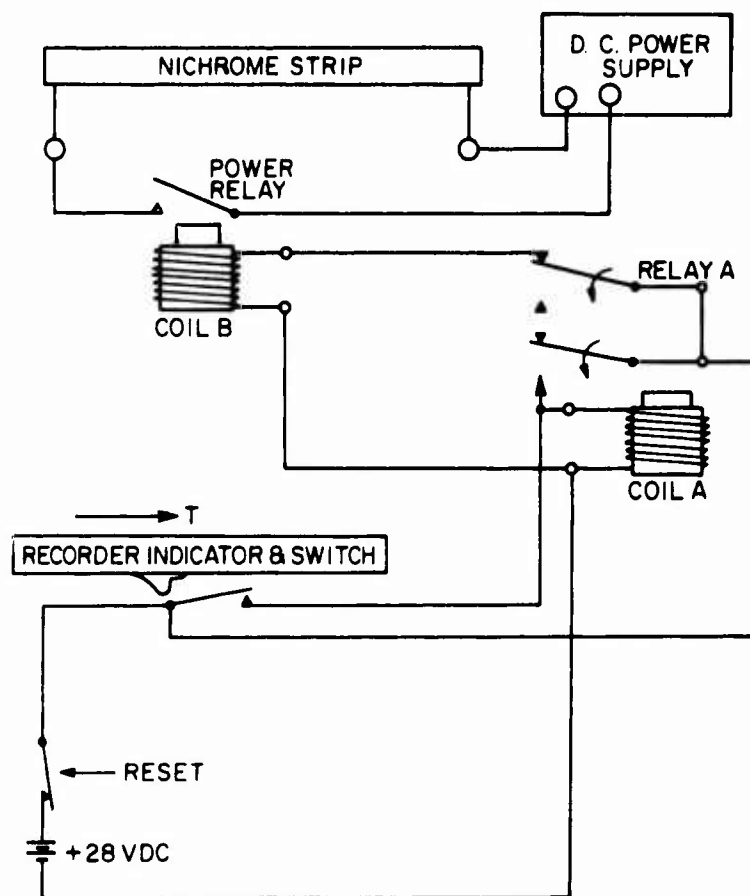 NICHROME STRIP
D. C. POWER
SUPPLY
POWER
RELAY
RELAY A
COIL B
COIL A
T
RECORDER INDICATOR & SWITCH
RESET
+28 VDC